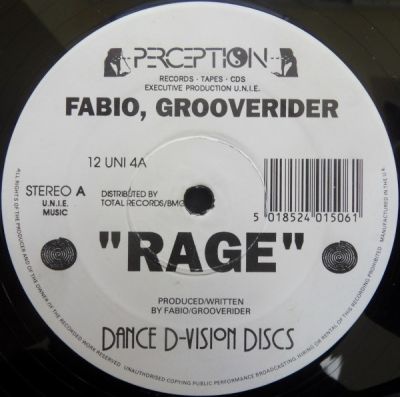 PERCEPTION
RECORDS · TAPES · CDS
EXECUTIVE PRODUCTION U.N.I.E.
FABIO, GROOVERIDER
12 UNI 4A
STEREO A
U.N.I.E.
MUSIC
DISTRIBUTED BY
TOTAL RECORDS/BMG
5 018524 015061
"RAGE"
PRODUCED/WRITTEN
BY FABIO/GROOVERIDER
DANCE D-VISION DISCS
ALL RIGHTS OF THE PRODUCER AND OF THE OWNER OF THE RECORDED WORK RESERVED UNAUTHORISED COPYING PUBLIC PERFORMANCE BROADCASTING, HIRING OR RENTAL OF THIS RECORDING PROHIBITED MANUFACTURED IN THE U.K.